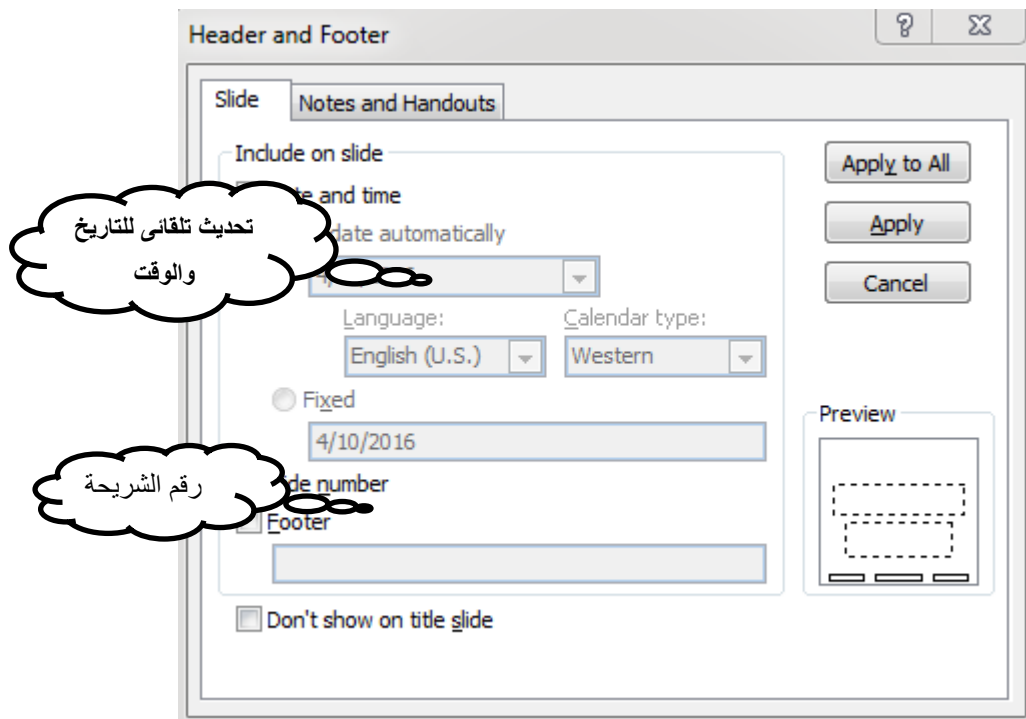 Header and Footer
Slide
Notes and Handouts
Include on slide
Apply to All
and time
تحديث تلقائى للتاريخ
والوقت
date automatically
Apply
Cancel
Language:
Calendar type:
English (U.S.)
Western
Fixed
Preview
4/10/2016
رقم الشريحة
number
Footer
Don't show on title slide